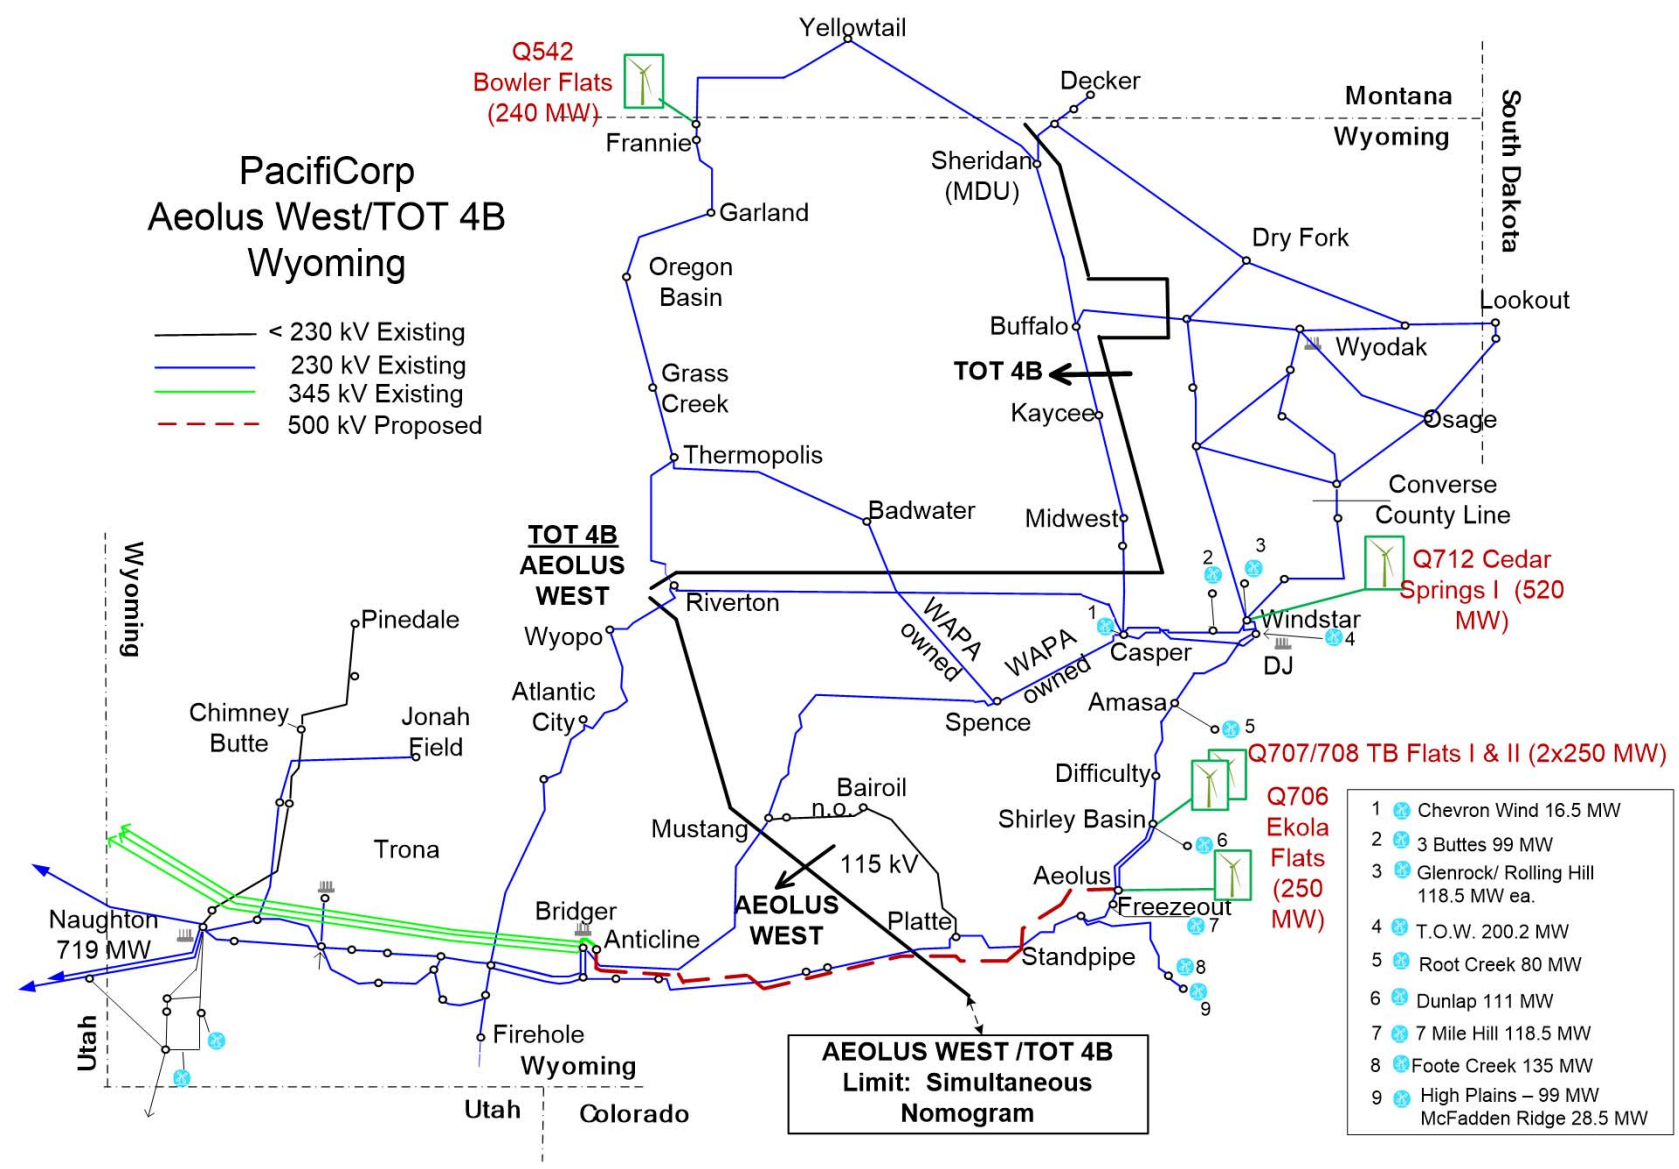 Yellowtail
Q542
Bowler Flats
(240 MW)
Decker
Montana
Wyoming
South Dakota
Frannie
Sheridan
(MDU)
PacifiCorp
Aeolus West/TOT 4B
Wyoming
Garland
Dry Fork
Oregon
Basin
Lookout
< 230 kV Existing
230 kV Existing
345 kV Existing
500 kV Proposed
Buffalo
Wyodak
TOT 4B
Grass
Creek
Kaycee
Osage
Thermopolis
Converse
County Line
Badwater
Midwest
TOT 4B
AEOLUS
WEST
Wyoming
2
3
Q712 Cedar
Springs I (520
MW)
Riverton
Pinedale
Wyopo
WAPA
owned
WAPA
owned
1
Casper
Windstar
4
DJ
Atlantic
City
Chimney
Butte
Jonah
Field
Spence
Amasa
5
Q707/708 TB Flats I & II (2x250 MW)
Difficulty
Bairoil
n.o.
Mustang
Shirley Basin
Q706
Ekola
Flats
(250
MW)
6
Trona
115 kV
Aeolus
AEOLUS
WEST
Platte
Freezeout
7
Naughton
719 MW
Bridger
Anticline
Standpipe
8
9
Utah
Firehole
Wyoming
Utah
Colorado
AEOLUS WEST /TOT 4B
Limit: Simultaneous
Nomogram
1 Chevron Wind 16.5 MW
2 3 Buttes 99 MW
3 Glenrock/ Rolling Hill
118.5 MW ea.
4 T.O.W. 200.2 MW
5 Root Creek 80 MW
6 Dunlap 111 MW
7 7 Mile Hill 118.5 MW
8 Foote Creek 135 MW
9 High Plains – 99 MW
McFadden Ridge 28.5 MW